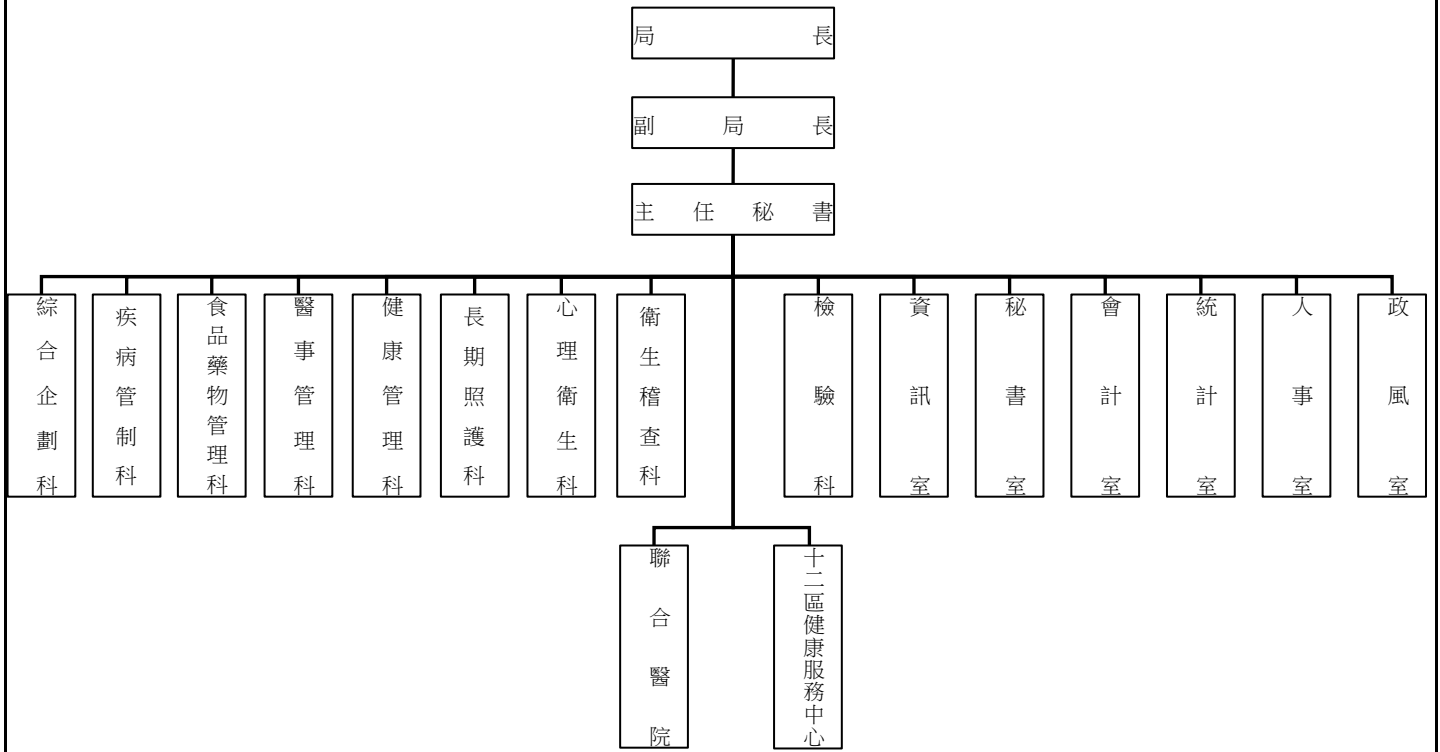 局長
副局長
主任秘書
綜合企劃科
疾病管制科
食品藥物管理科
醫事管理科
健康管理科
長期照護科
心理衛生科
衛生稽查科
檢驗科
資訊室
秘書室
會計室
統計室
人事室
政風室
聯合醫院
十二區健康服務中心